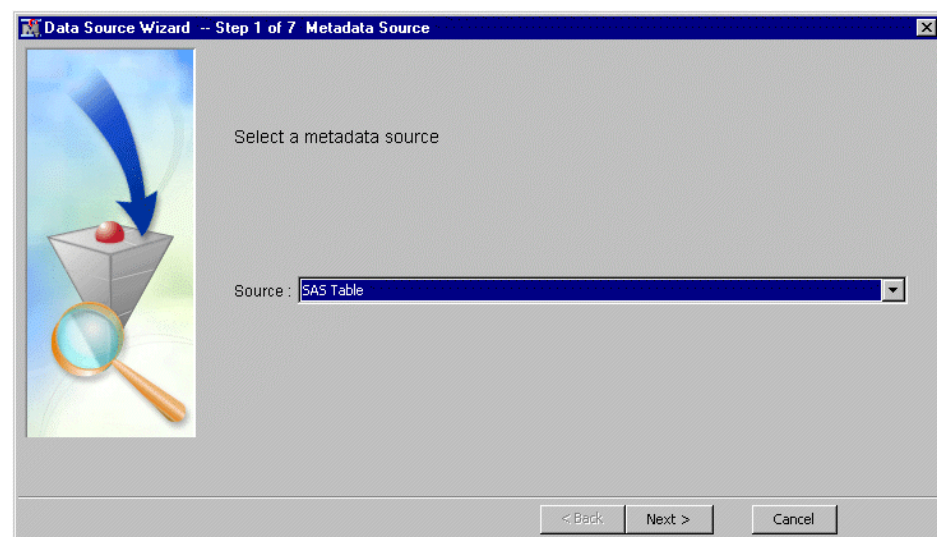 Data Source Wizard -- Step 1 of 7 Metadata Source
Select a metadata source
Source : SAS Table
< Back Next > Cancel